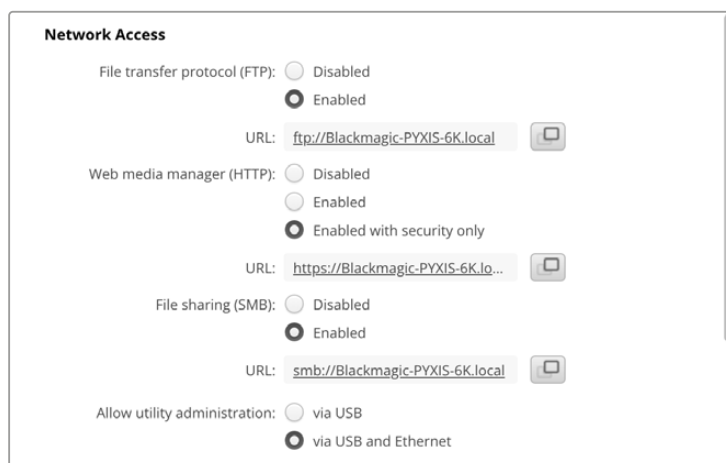 Network Access
File transfer protocol (FTP): Disabled
Enabled
URL: ftp://Blackmagic-PYXIS-6K.local
Web media manager (HTTP): Disabled
Enabled
Enabled with security only
URL: https://Blackmagic-PYXIS-6K.lo...
File sharing (SMB): Disabled
Enabled
URL: smb://Blackmagic-PYXIS-6K.local
Allow utility administration: via USB
via USB and Ethernet